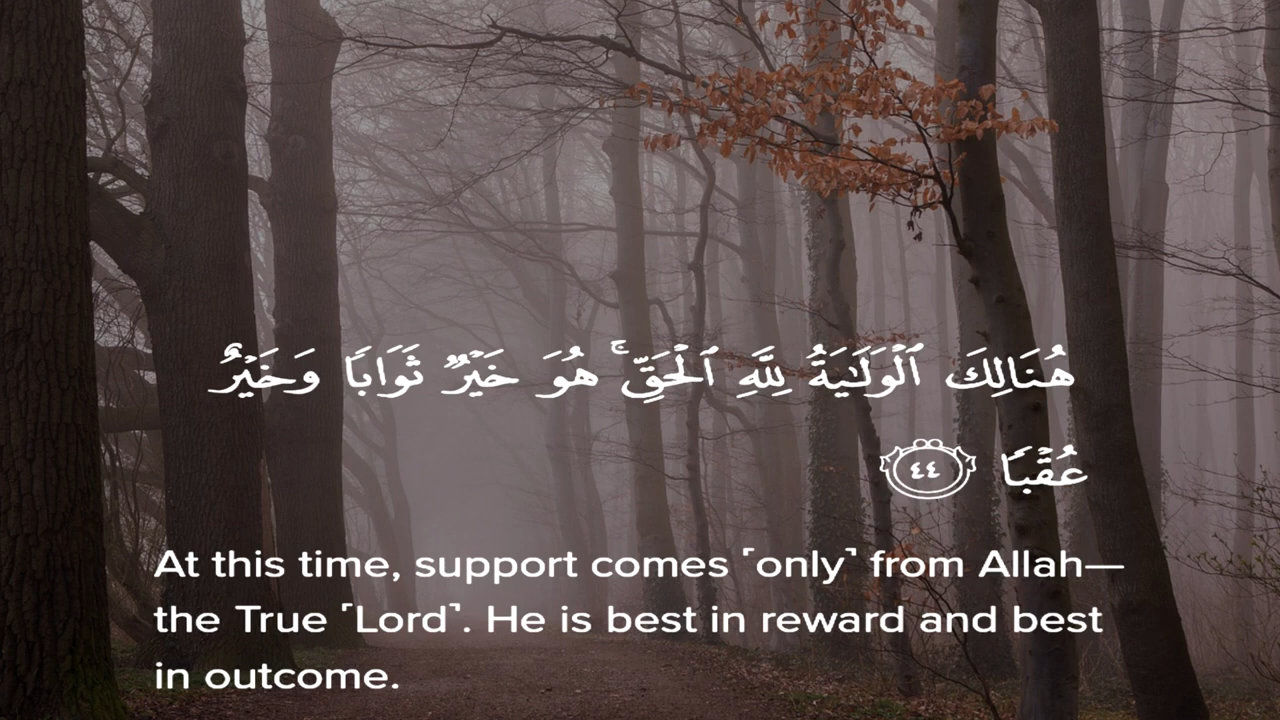 هُنَالِكَ ٱلْوَلَـٰيَةُ لِلَّهِ ٱلْحَقِّ ۚ هُوَ خَيْرٌۭ ثَوَابًۭا وَخَيْرٌ
عُقْبًۭا ٤٤
At this time, support comes ˹only˺ from Allah—
the True ˹Lord˺. He is best in reward and best
in outcome.